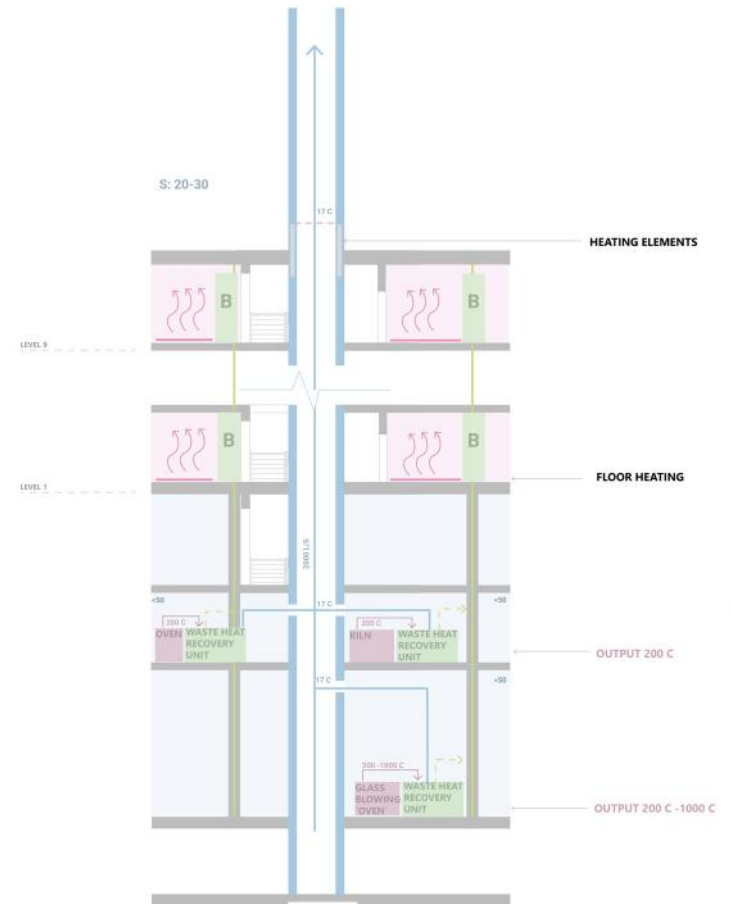 S: 20-30
17 C
HEATING ELEMENTS
B
B
LEVEL 9
B
B
FLOOR HEATING
LEVEL 1
2000 L/S
<50
17 C
<50
200 C
200 C
OVEN
WASTE HEAT
RECOVERY
UNIT
KILN
WASTE HEAT
RECOVERY
UNIT
OUTPUT 200 C
17 C
<50
200 -1000 C
GLASS
BLOWING
'OVEN'
WASTE HEAT
RECOVERY
UNIT
OUTPUT 200 C -1000 C